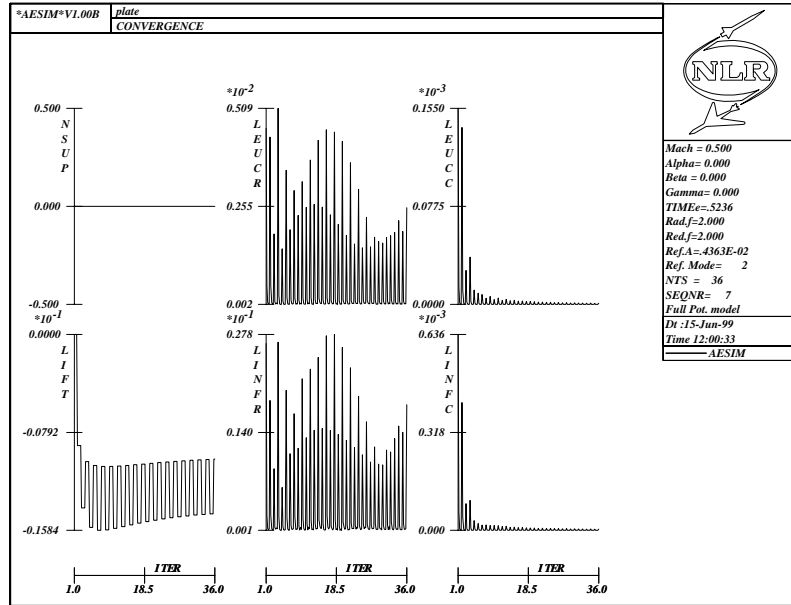 *AESIM*V1.00B
plate
CONVERGENCE
NLR
Mach = 0.500
Alpha= 0.000
Beta = 0.000
Gamma= 0.000
TIMEe=.5236
Rad.f=2.000
Red.f=2.000
Ref.A=.4363E-02
Ref. Mode= 2
NTS = 36
SEQNR= 7
Full Pot. model
Dt :15-Jun-99
Time 12:00:33
AESIM
0.500
0.000
-0.500
NSUP
*10⁻²
0.509
0.255
0.002
LEUCR
*10⁻³
0.1550
0.0775
0.0000
LEUCC
*10⁻¹
0.0000
-0.0792
-0.1584
LIFT
*10⁻¹
0.278
0.140
0.001
LINFR
*10⁻³
0.636
0.318
0.000
LINFC
ITER
1.0 18.5 36.0
ITER
1.0 18.5 36.0
ITER
1.0 18.5 36.0